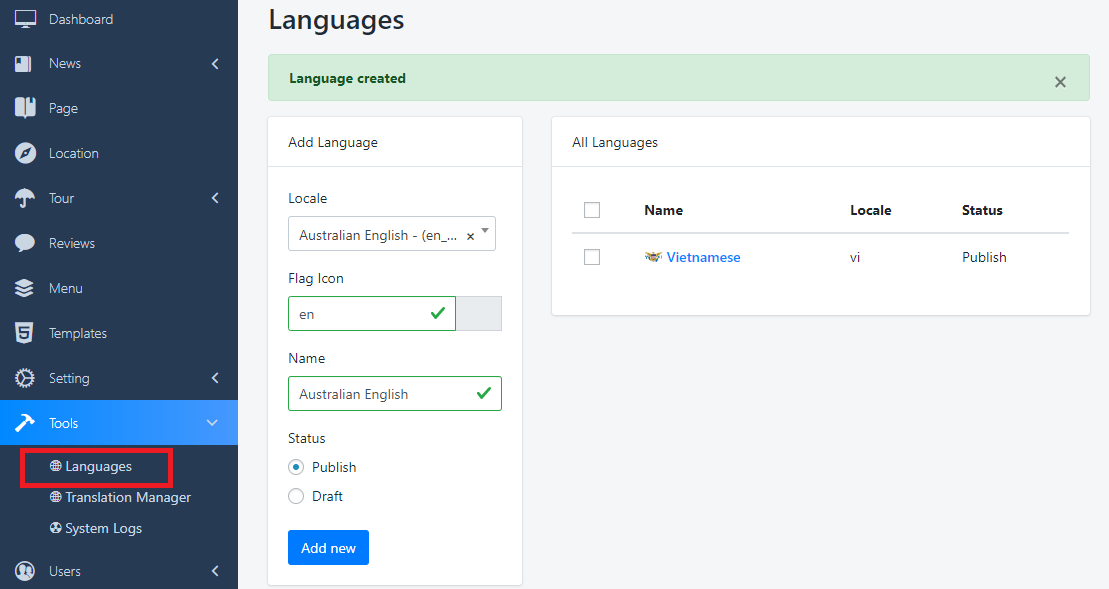 Dashboard
News
Page
Location
Tour
Reviews
Menu
Templates
Setting
Tools
Languages
Translation Manager
System Logs
Users
Languages
Language created
×
Add Language
Locale
Australian English - (en_... ×
Flag Icon
en
Name
Australian English
Status
Publish
Draft
Add new
All Languages
Name Locale Status
Vietnamese vi Publish